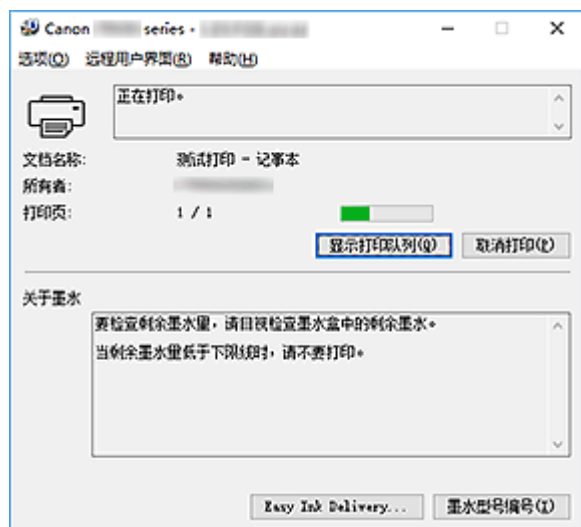 Canon series -
选项(O) 远程用户界面(R) 帮助(H)
正在打印。
文档名称: 测试打印 - 记事本
所有者:
打印页: 1 / 1
显示打印队列(Q) 取消打印(P)
关于墨水
要检查剩余墨水量，请目视检查墨水盒中的剩余墨水。
当剩余墨水量低于下限线时，请不要打印。
Easy Ink Delivery... 墨水型号编号(I)